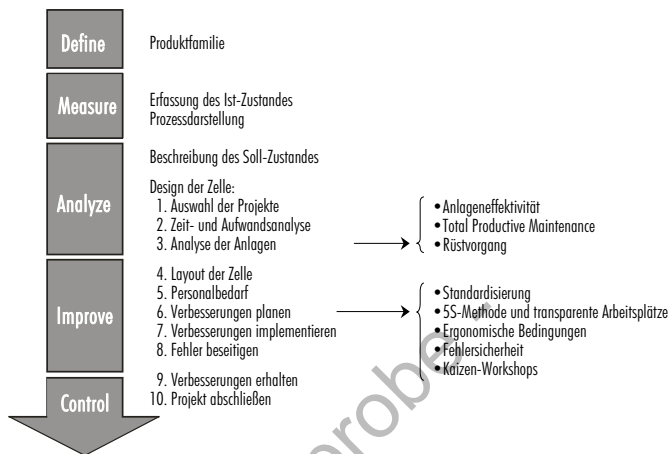 Define
Produktfamilie
Measure
Erfassung des Ist-Zustandes
Prozessdarstellung
Analyze
Beschreibung des Soll-Zustandes
Design der Zelle:
1. Auswahl der Projekte
2. Zeit- und Aufwandsanalyse
3. Analyse der Anlagen
• Anlageneffektivität
• Total Productive Maintenance
• Rüstvorgang
Improve
4. Layout der Zelle
5. Personalbedarf
6. Verbesserungen planen
7. Verbesserungen implementieren
8. Fehler beseitigen
• Standardisierung
• 5S-Methode und transparente Arbeitsplätze
• Ergonomische Bedingungen
• Fehlersicherheit
• Kaizen-Workshops
Control
9. Verbesserungen erhalten
10. Projekt abschließen
probe -